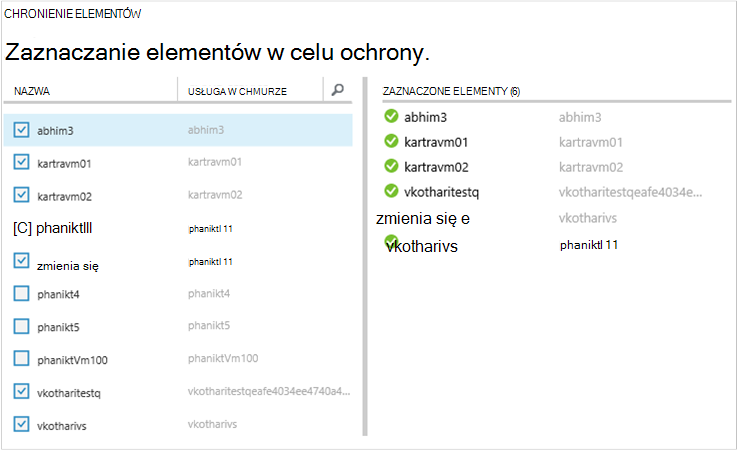 CHRONIENIE ELEMENTÓW
Zaznaczanie elementów w celu ochrony.
NAZWA USŁUGA W CHMURZE
abhim3 abhim3
kartravm01 kartravm01
kartravm02 kartravm02
[C] phaniktlll phaniktl 11
zmienia się phaniktl 11
phanikt4 phanikt4
phanikt5 phanikt5
phaniktVm100 phaniktVm100
vkotharitestq vkotharitestqeafe4034ee4740a4...
vkotharivs vkotharivs
ZAZNACZONE ELEMENTY (6)
abhim3 abhim3
kartravm01 kartravm01
kartravm02 kartravm02
vkotharitestq vkotharitestqeafe4034e...
zmienia się e vkotharivs
vkotharivs phaniktl 11